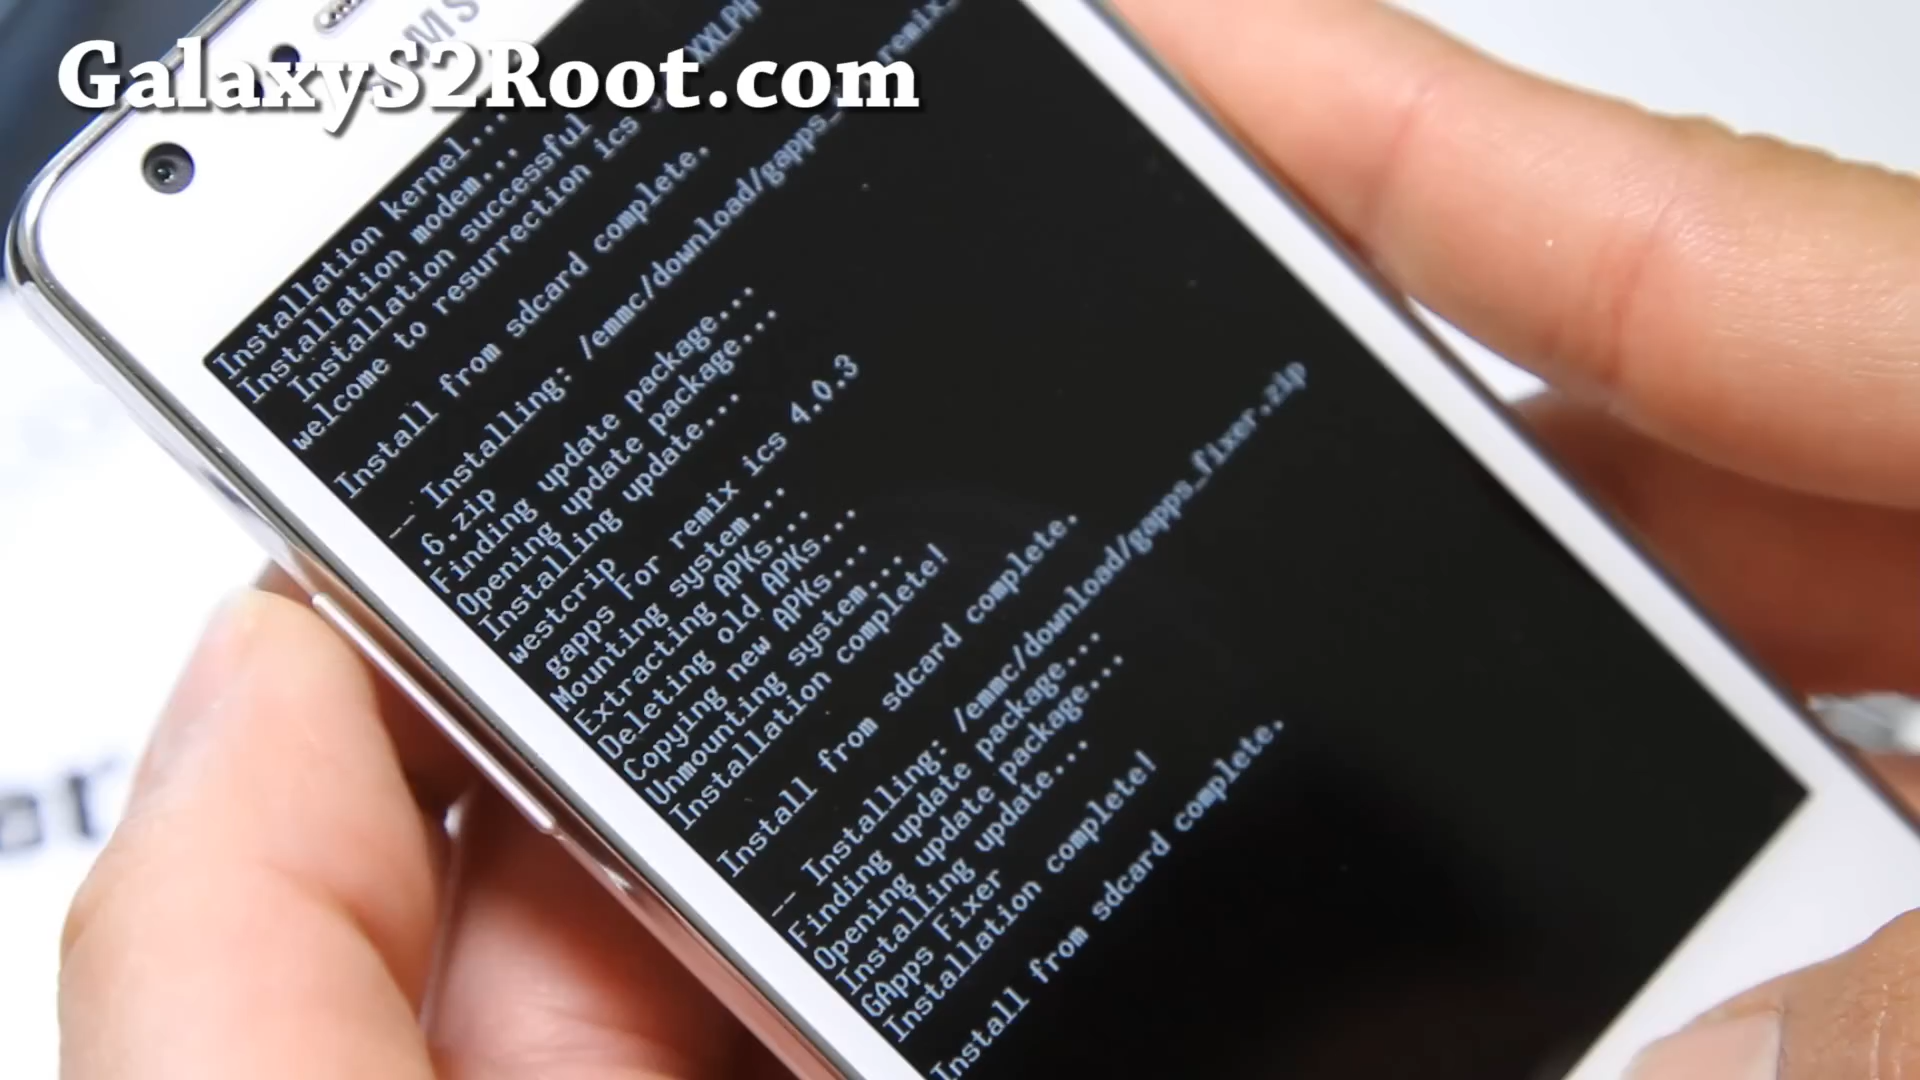 GalaxyS2Root.com
Installation kernel...
Installation modem...
Installation successful
welcome to resurrection ics XXLPH
Install from sdcard complete.
-- Installing: /emmc/download/gapps_ remix_
.6.zip
Finding update package...
Opening update package...
Installing update...
westcrip
gapps For remix ics 4.0.3
Mounting system...
Extracting APKs...
Deleting old APKs...
Copying new APKs...
Unmounting system...
Installation complete!
Install from sdcard complete.
-- Installing: /emmc/download/gapps_fixer.zip
Finding update package...
Opening update package...
Installing update...
GApps Fixer
Installation complete!
Install from sdcard complete.